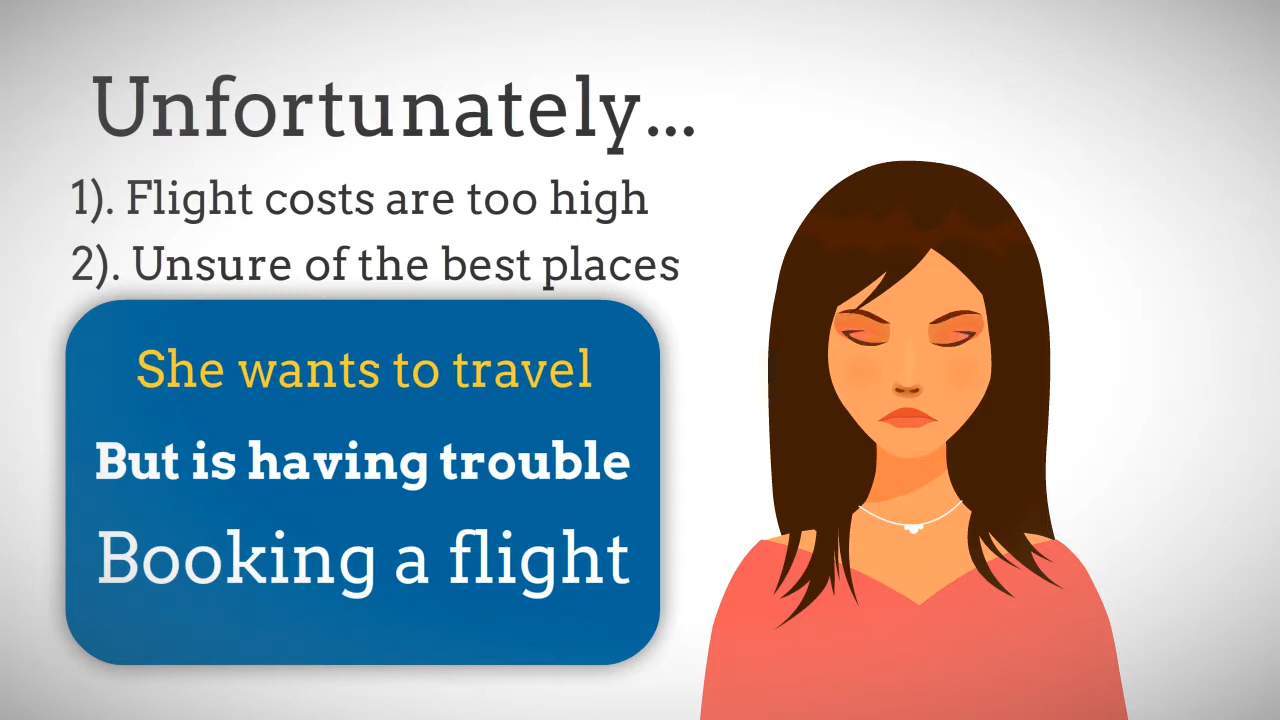 Unfortunately...
1). Flight costs are too high
2). Unsure of the best places
She wants to travel
But is having trouble
Booking a flight